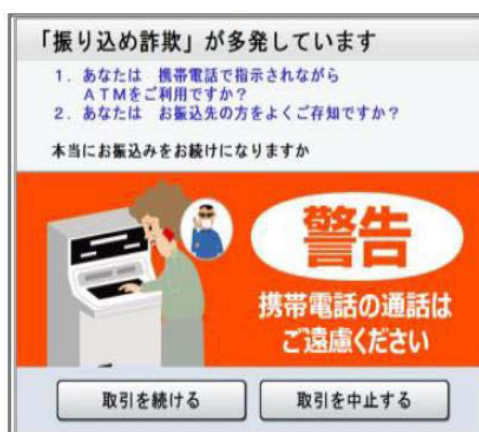 「振り込め詐欺」が多発しています
1．あなたは　携帯電話で指示されながら
ATMをご利用ですか？
2．あなたは　お振込先の方をよくご存知ですか？
本当にお振込みをお続けになりますか
警告
携帯電話の通話は
ご遠慮ください
取引を続ける
取引を中止する